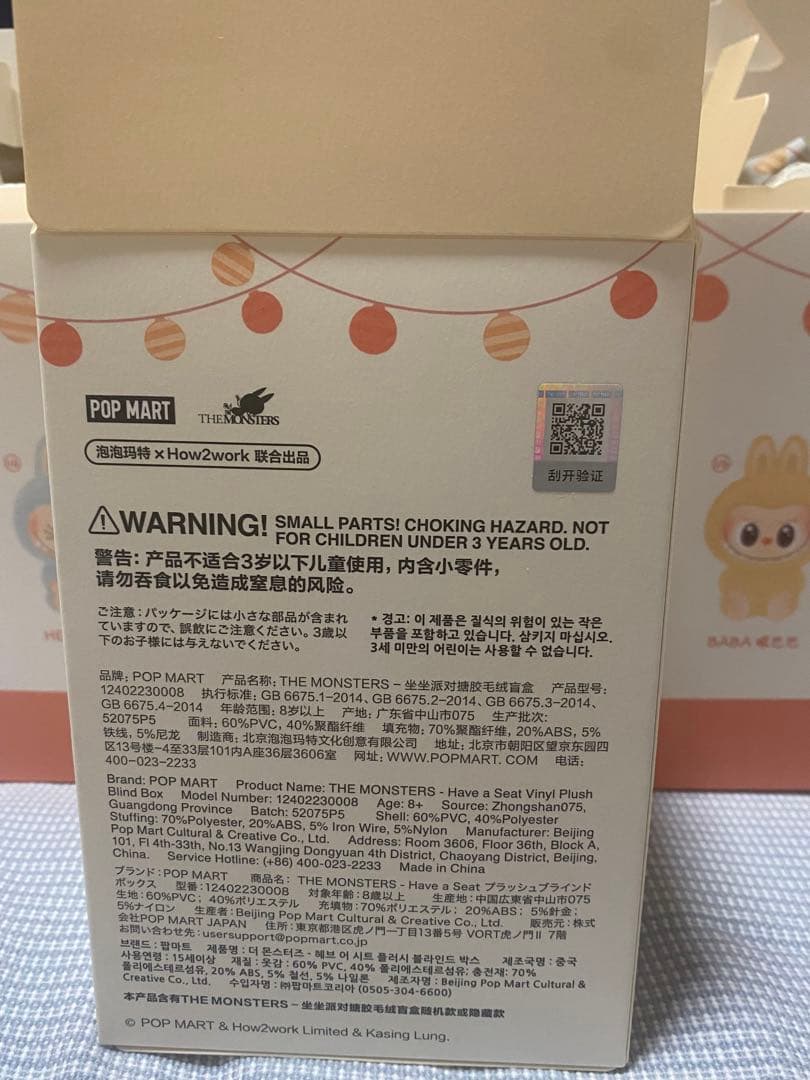 POP MART
THE MONSTERS
泡泡玛特 × How2work 联合出品
刮开验证
WARNING! SMALL PARTS! CHOKING HAZARD. NOT
FOR CHILDREN UNDER 3 YEARS OLD.
警告: 产品不适合3岁以下儿童使用, 内含小零件,
请勿吞食以免造成窒息的风险。
ご注意: パッケージには小さな部品が含まれ
ていますので、誤飲にご注意ください。3歳以
下のお子様には与えないでください。
* 경고: 이 제품은 질식의 위험이 있는 작은
부품을 포함하고 있습니다. 삼키지 마십시오.
3세 미만의 어린이는 사용할 수 없습니다.
品牌: POP MART 产品名称: THE MONSTERS – 坐坐派对搪胶毛绒盲盒 产品型号:
12402230008 执行标准: GB 6675.1–2014、GB 6675.2–2014、GB 6675.3–2014、
GB 6675.4–2014 年龄范围: 8岁以上 产地: 广东省中山市075 生产批次:
52075P5 面料: 60%PVC, 40%聚酯纤维 填充物: 70%聚酯纤维, 20%ABS, 5%
铁线, 5%尼龙 制造商: 北京泡泡玛特文化创意有限公司 地址: 北京市朝阳区望京东园四
区13号楼–4至33层101内A座36层3606室 网址: WWW.POPMART. COM 电话:
400–023–2233
Brand: POP MART Product Name: THE MONSTERS - Have a Seat Vinyl Plush
Blind Box Model Number: 12402230008 Age: 8+ Source: Zhongshan075,
Guangdong Province Batch: 52075P5 Shell: 60%PVC, 40%Polyester
Stuffing: 70%Polyester, 20%ABS, 5% Iron Wire, 5%Nylon Manufacturer: Beijing
Pop Mart Cultural & Creative Co., Ltd. Address: Room 3606, Floor 36th, Block A,
101, Fl 4th-33th, No.13 Wangjing Dongyuan 4th District, Chaoyang District, Beijing,
China. Service Hotline: (+86) 400-023-2233 Made in China
ブランド: POP MART 商品名: THE MONSTERS - Have a Seat プラッシュブラインド
ボックス 型番: 12402230008 対象年齢: 8歳以上 生産地: 中国広東省中山市075
生地: 60%PVC; 40%ポリエステル 充填物: 70%ポリエステル; 20%ABS; 5%針金;
5%ナイロン 生産者: Beijing Pop Mart Cultural & Creative Co., Ltd. 販売元: 株式
会社POP MART JAPAN 住所: 東京都港区虎ノ門一丁目13番5号 VORT虎ノ門Ⅱ 7階
お問い合わせ先: usersupport@popmart.co.jp
브랜드 : 팝마트 제품명 : 더 몬스터즈 - 헤브 어 시트 플러시 블라인드 박스 제조국명 : 중국
사용연령 : 15세이상 재질 : 겉감 : 60% PVC, 40% 폴리에스테르섬유; 충전재: 70%
폴리에스테르섬유, 20% ABS, 5% 철선, 5% 나일론 제조자명 : Beijing Pop Mart Cultural &
Creative Co., Ltd. 수입자명 : ㈜팝마트코리아 (0505-304-6600)
本产品含有THE MONSTERS – 坐坐派对搪胶毛绒盲盒随机款或隐藏款
© POP MART & How2work Limited & Kasing Lung.
BABA